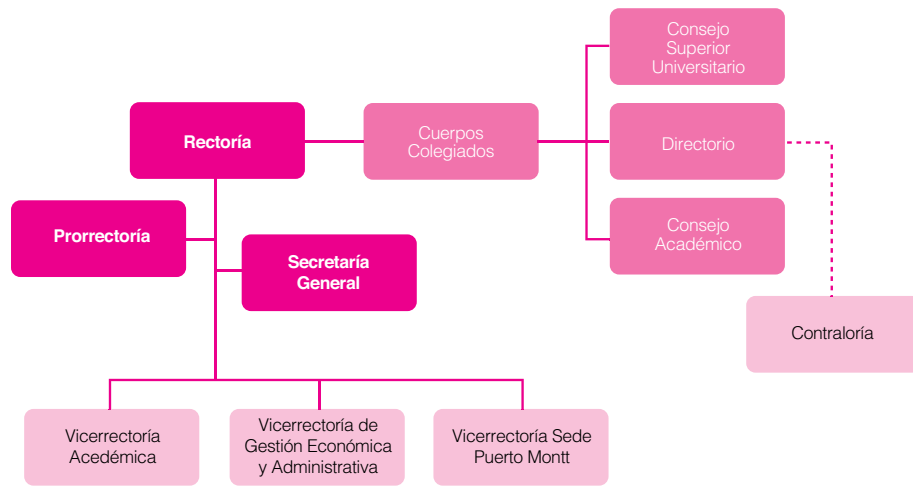 Consejo
Superior
Universitario
Rectoría
Cuerpos
Colegiados
Directorio
Prorrectoría
Consejo
Académico
Secretaría
General
Contraloría
Vicerrectoría
Acedémica
Vicerrectoría de
Gestión Económica
y Administrativa
Vicerrectoría Sede
Puerto Montt